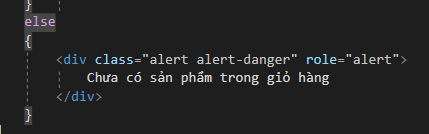 }
else
{
<div class="alert alert-danger" role="alert">
Chưa có sản phẩm trong giỏ hàng
</div>
}